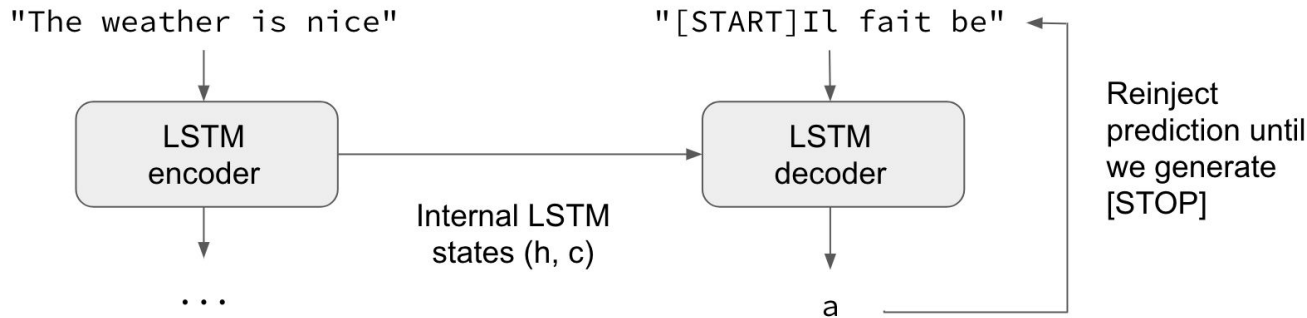 "The weather is nice"
"[START]Il fait be"
LSTM
encoder
Internal LSTM
states (h, c)
LSTM
decoder
Reinject
prediction until
we generate
[STOP]
...
a